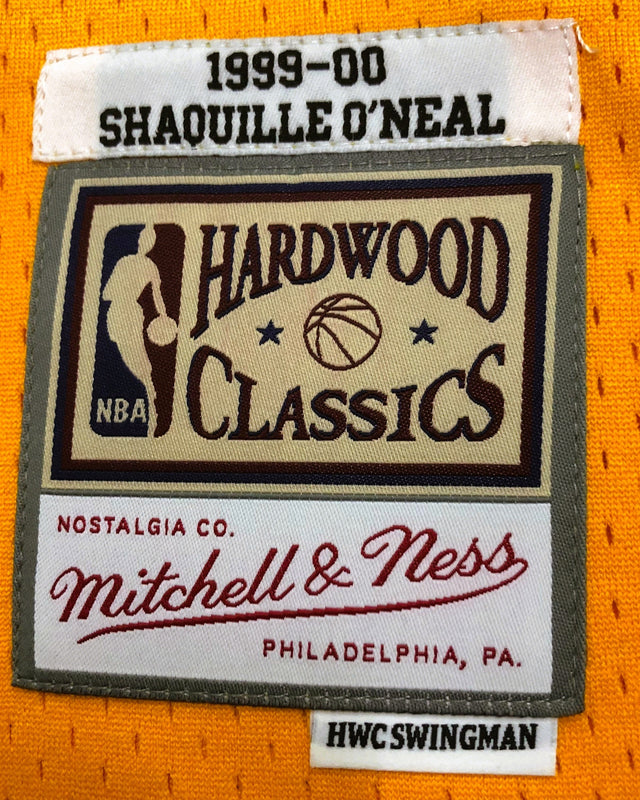 1999-00
SHAQUILLE O'NEAL
HARDWOOD
CLASSICS
NBA
NOSTALGIA CO.
Mitchell & Ness
PHILADELPHIA, PA.
HWC SWINGMAN